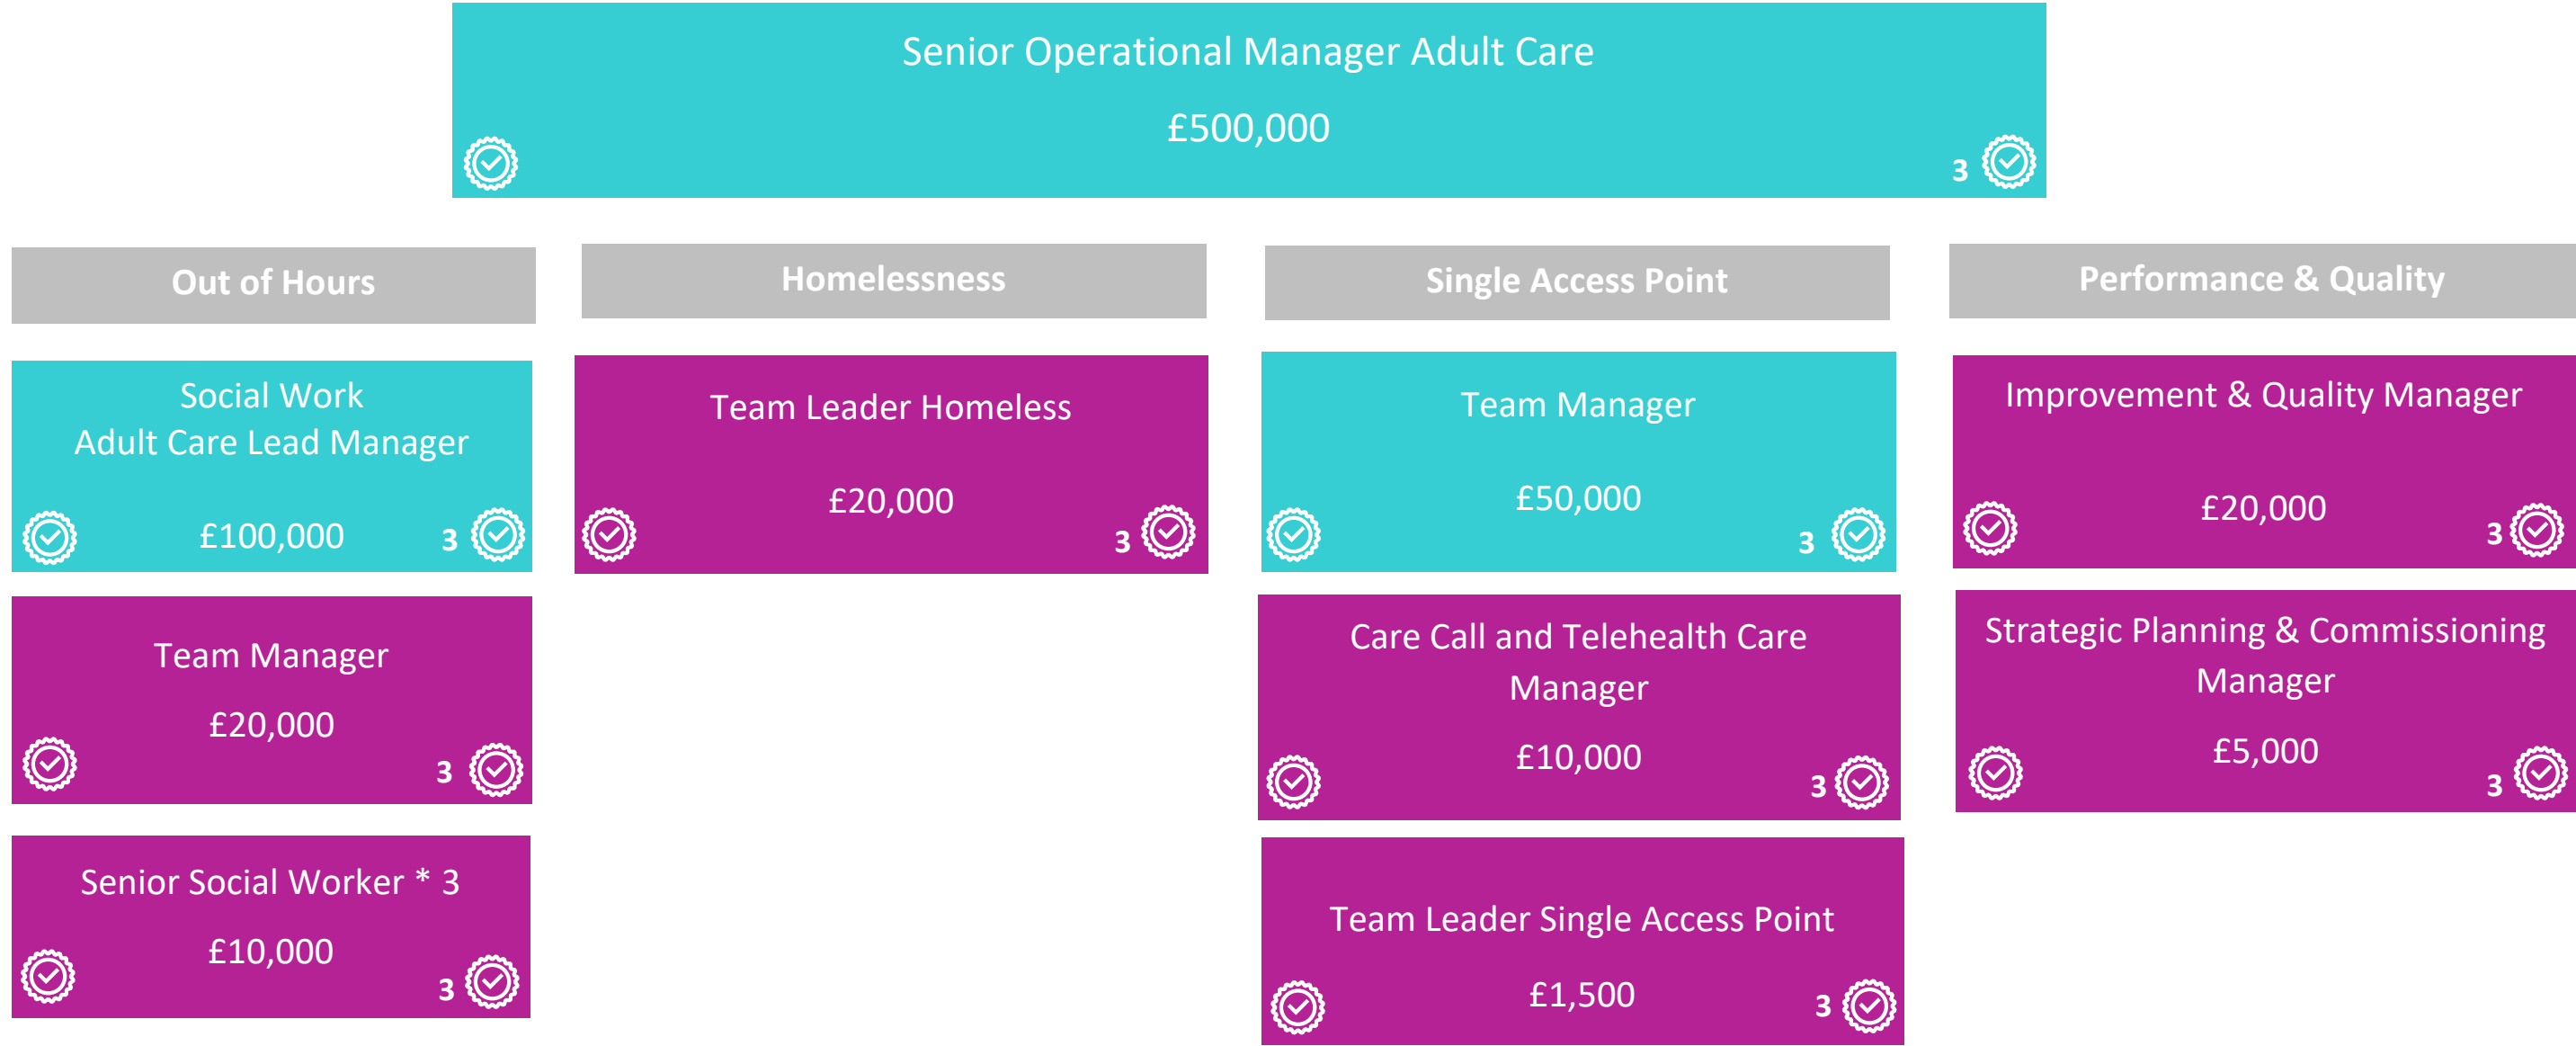 Senior Operational Manager Adult Care
£500,000
3
Out of Hours
Social Work
Adult Care Lead Manager
£100,000
3
Team Manager
£20,000
3
Senior Social Worker * 3
£10,000
3
Homelessness
Team Leader Homeless
£20,000
3
Single Access Point
Team Manager
£50,000
3
Care Call and Telehealth Care
Manager
£10,000
3
Team Leader Single Access Point
£1,500
3
Performance & Quality
Improvement & Quality Manager
£20,000
3
Strategic Planning & Commissioning
Manager
£5,000
3